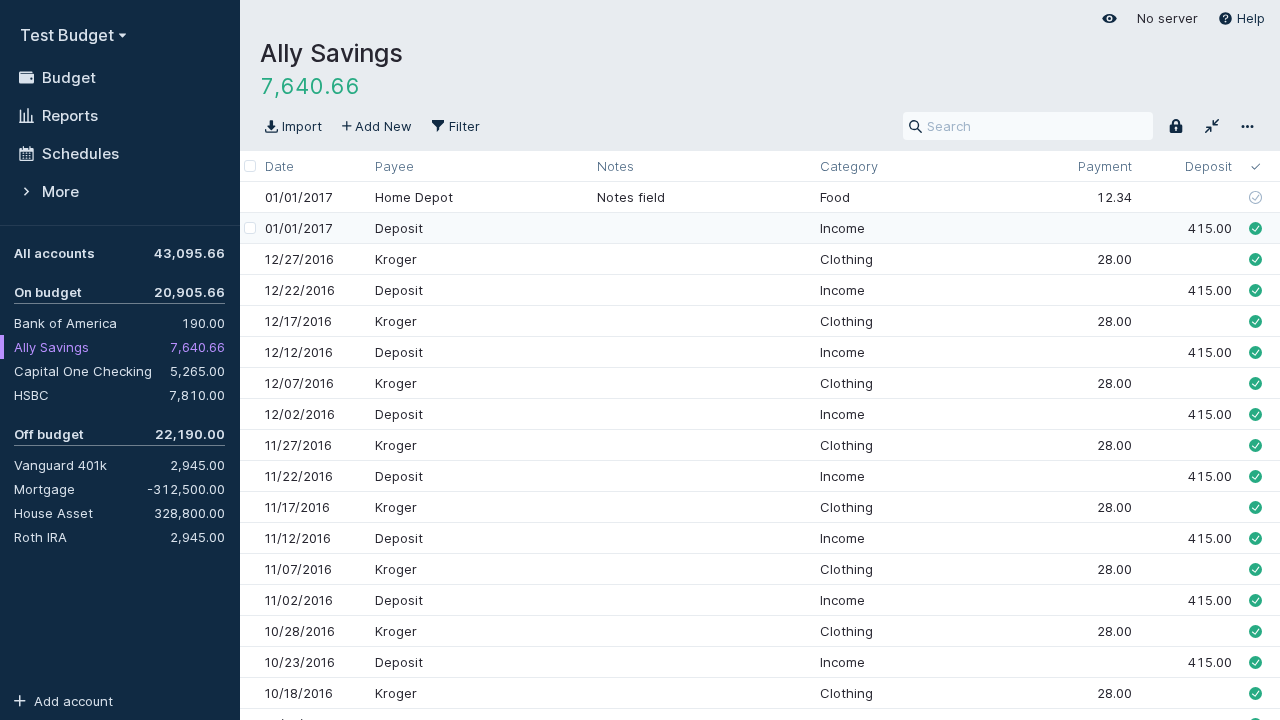 Test Budget
Budget
Reports
Schedules
More
All accounts 43,095.66
On budget 20,905.66
Bank of America 190.00
Ally Savings 7,640.66
Capital One Checking 5,265.00
HSBC 7,810.00
Off budget 22,190.00
Vanguard 401k 2,945.00
Mortgage -312,500.00
House Asset 328,800.00
Roth IRA 2,945.00
Add account
No server Help
Ally Savings
7,640.66
Import Add New Filter Search
Date Payee Notes Category Payment Deposit
01/01/2017 Home Depot Notes field Food 12.34
01/01/2017 Deposit Income 415.00
12/27/2016 Kroger Clothing 28.00
12/22/2016 Deposit Income 415.00
12/17/2016 Kroger Clothing 28.00
12/12/2016 Deposit Income 415.00
12/07/2016 Kroger Clothing 28.00
12/02/2016 Deposit Income 415.00
11/27/2016 Kroger Clothing 28.00
11/22/2016 Deposit Income 415.00
11/17/2016 Kroger Clothing 28.00
11/12/2016 Deposit Income 415.00
11/07/2016 Kroger Clothing 28.00
11/02/2016 Deposit Income 415.00
10/28/2016 Kroger Clothing 28.00
10/23/2016 Deposit Income 415.00
10/18/2016 Kroger Clothing 28.00